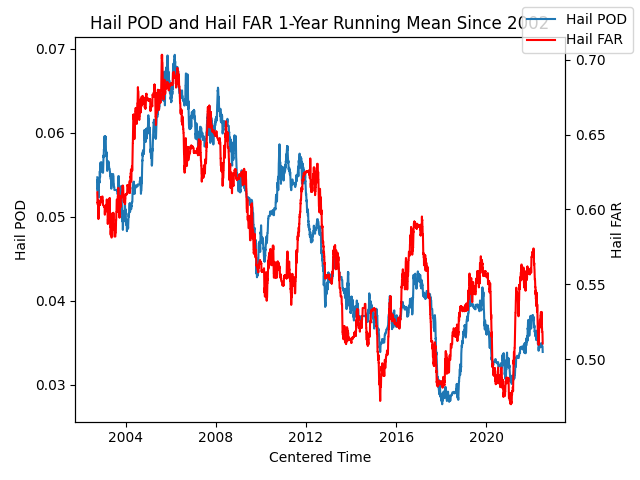 Hail POD and Hail FAR 1-Year Running Mean Since 2002
Hail POD
Hail FAR
0.07
0.06
0.05
0.04
0.03
Hail POD
0.70
0.65
0.60
0.55
0.50
Hail FAR
2004
2008
2012
2016
2020
Centered Time